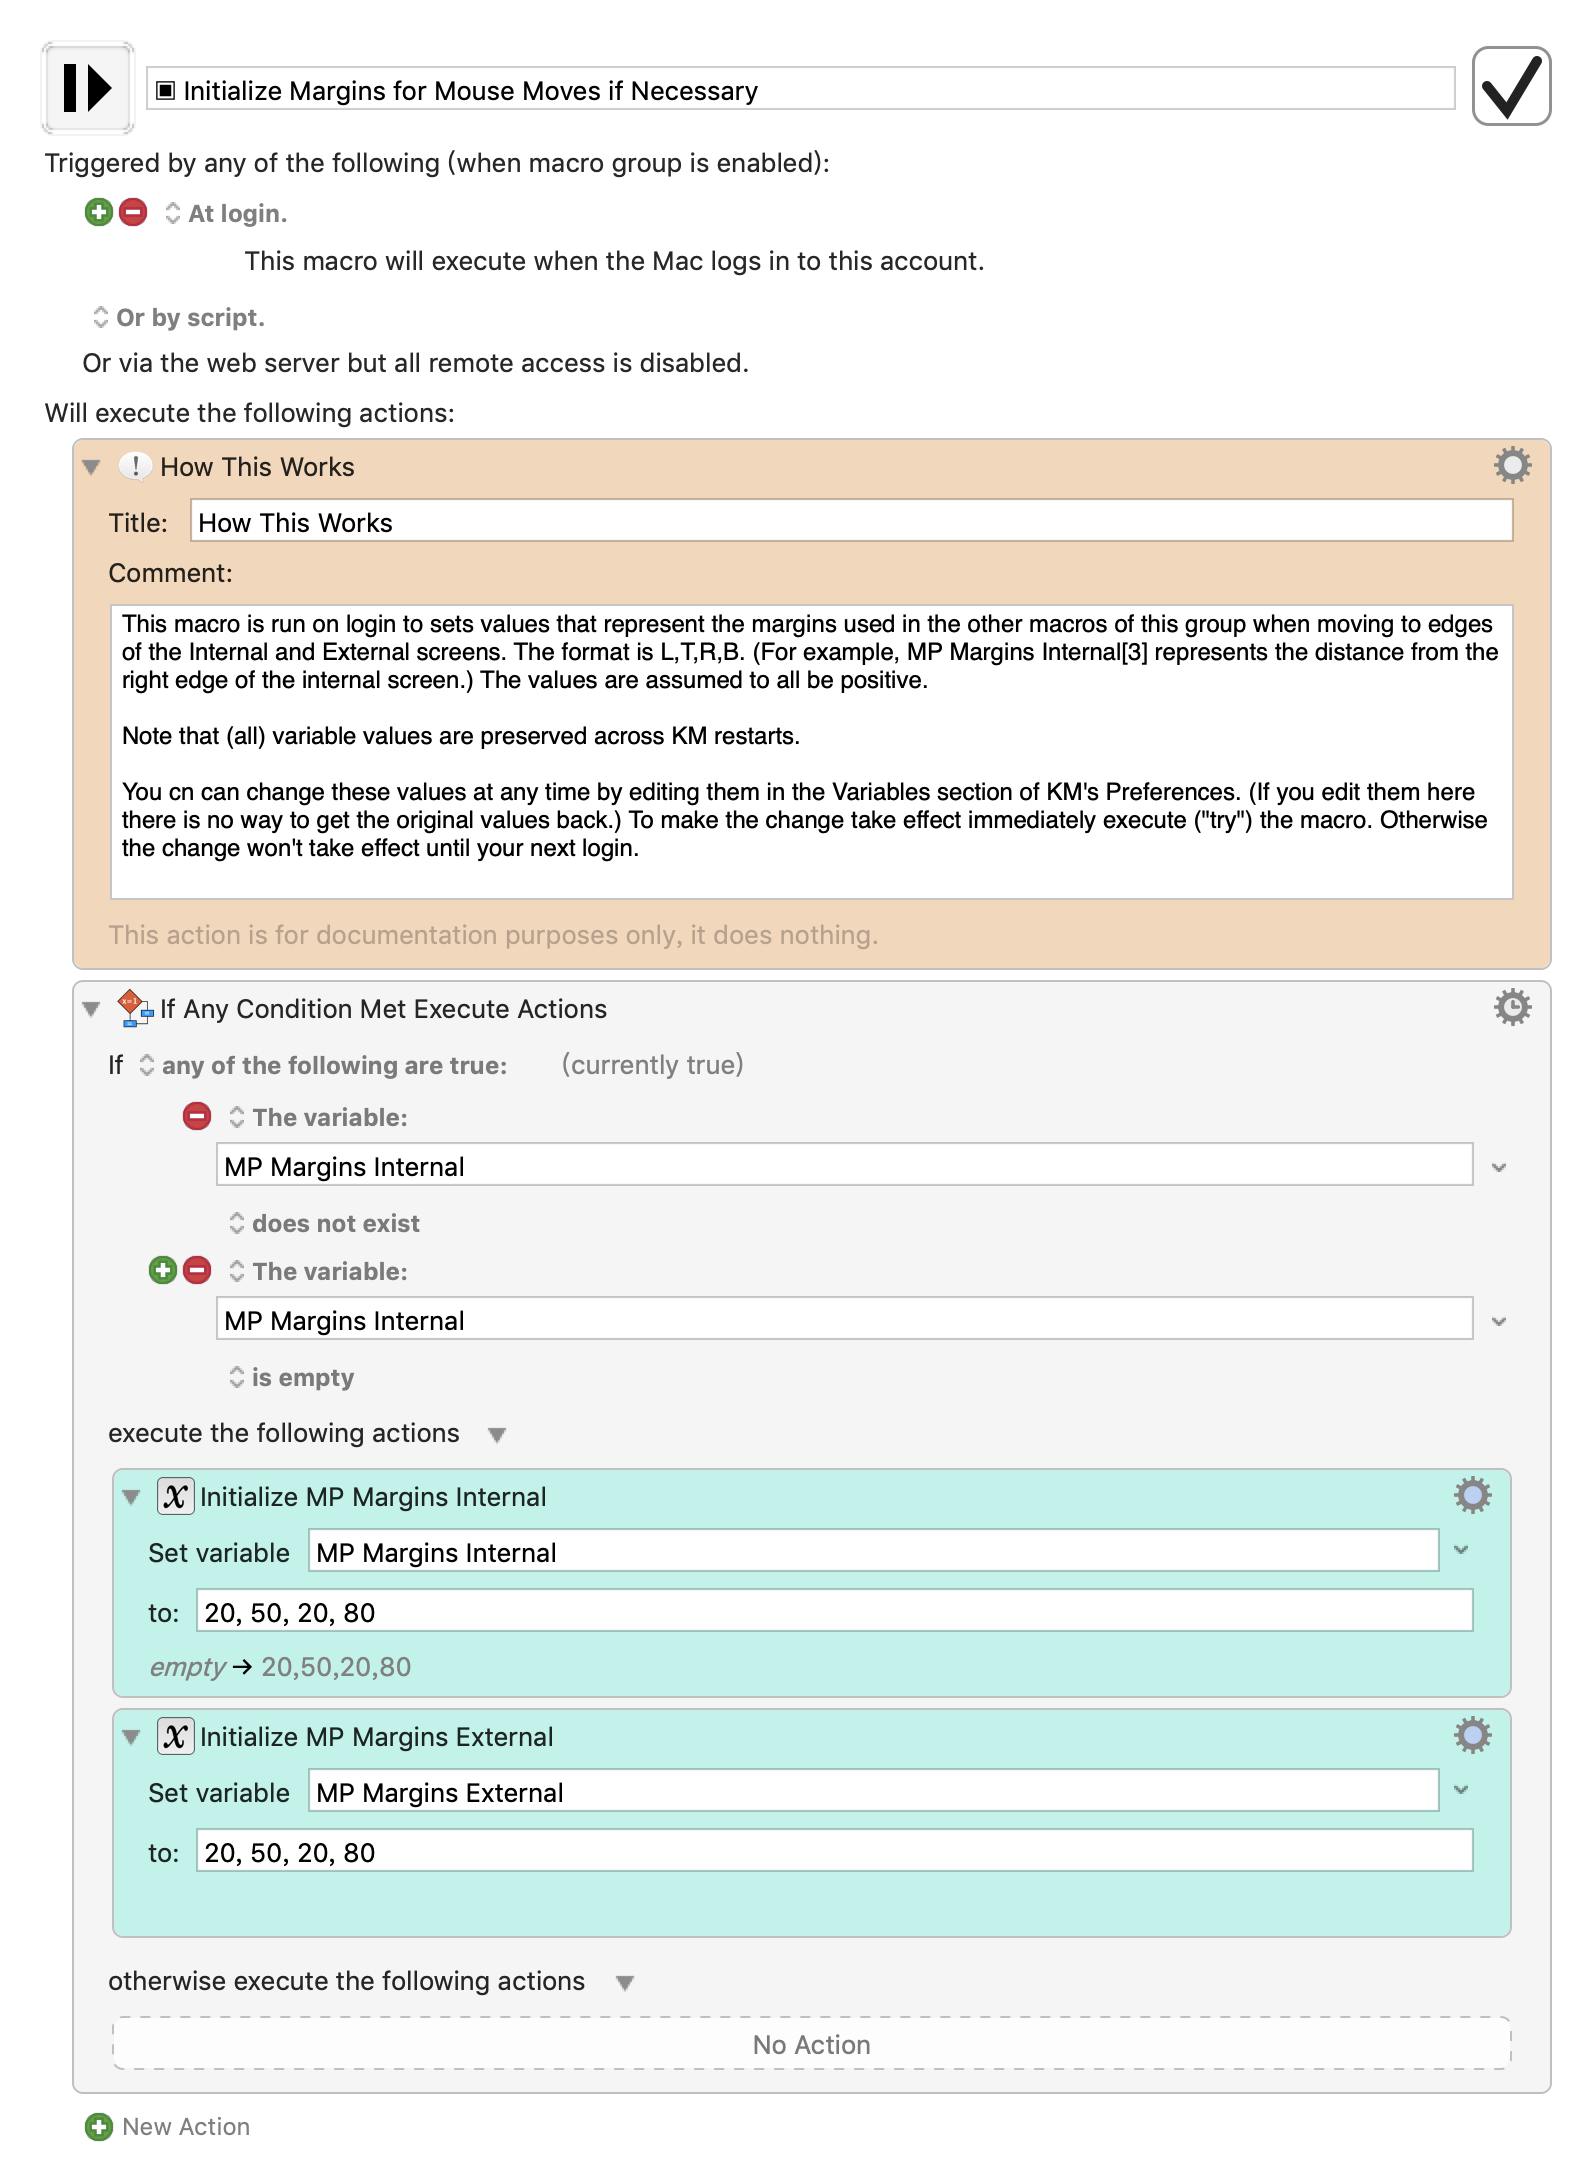 Initialize Margins for Mouse Moves if Necessary
Triggered by any of the following (when macro group is enabled):
At login.
This macro will execute when the Mac logs in to this account.
Or by script.
Or via the web server but all remote access is disabled.
Will execute the following actions:
How This Works
Title: How This Works
Comment:
This macro is run on login to sets values that represent the margins used in the other macros of this group when moving to edges
of the Internal and External screens. The format is L,T,R,B. (For example, MP Margins Internal[3] represents the distance from the
right edge of the internal screen.) The values are assumed to all be positive.
Note that (all) variable values are preserved across KM restarts.
You cn can change these values at any time by editing them in the Variables section of KM's Preferences. (If you edit them here
there is no way to get the original values back.) To make the change take effect immediately execute ("try") the macro. Otherwise
the change won't take effect until your next login.
This action is for documentation purposes only, it does nothing.
x=1 If Any Condition Met Execute Actions
If any of the following are true: (currently true)
The variable:
MP Margins Internal
does not exist
The variable:
MP Margins Internal
is empty
execute the following actions
x Initialize MP Margins Internal
Set variable MP Margins Internal
to: 20, 50, 20, 80
empty → 20,50,20,80
x Initialize MP Margins External
Set variable MP Margins External
to: 20, 50, 20, 80
otherwise execute the following actions
No Action
New Action